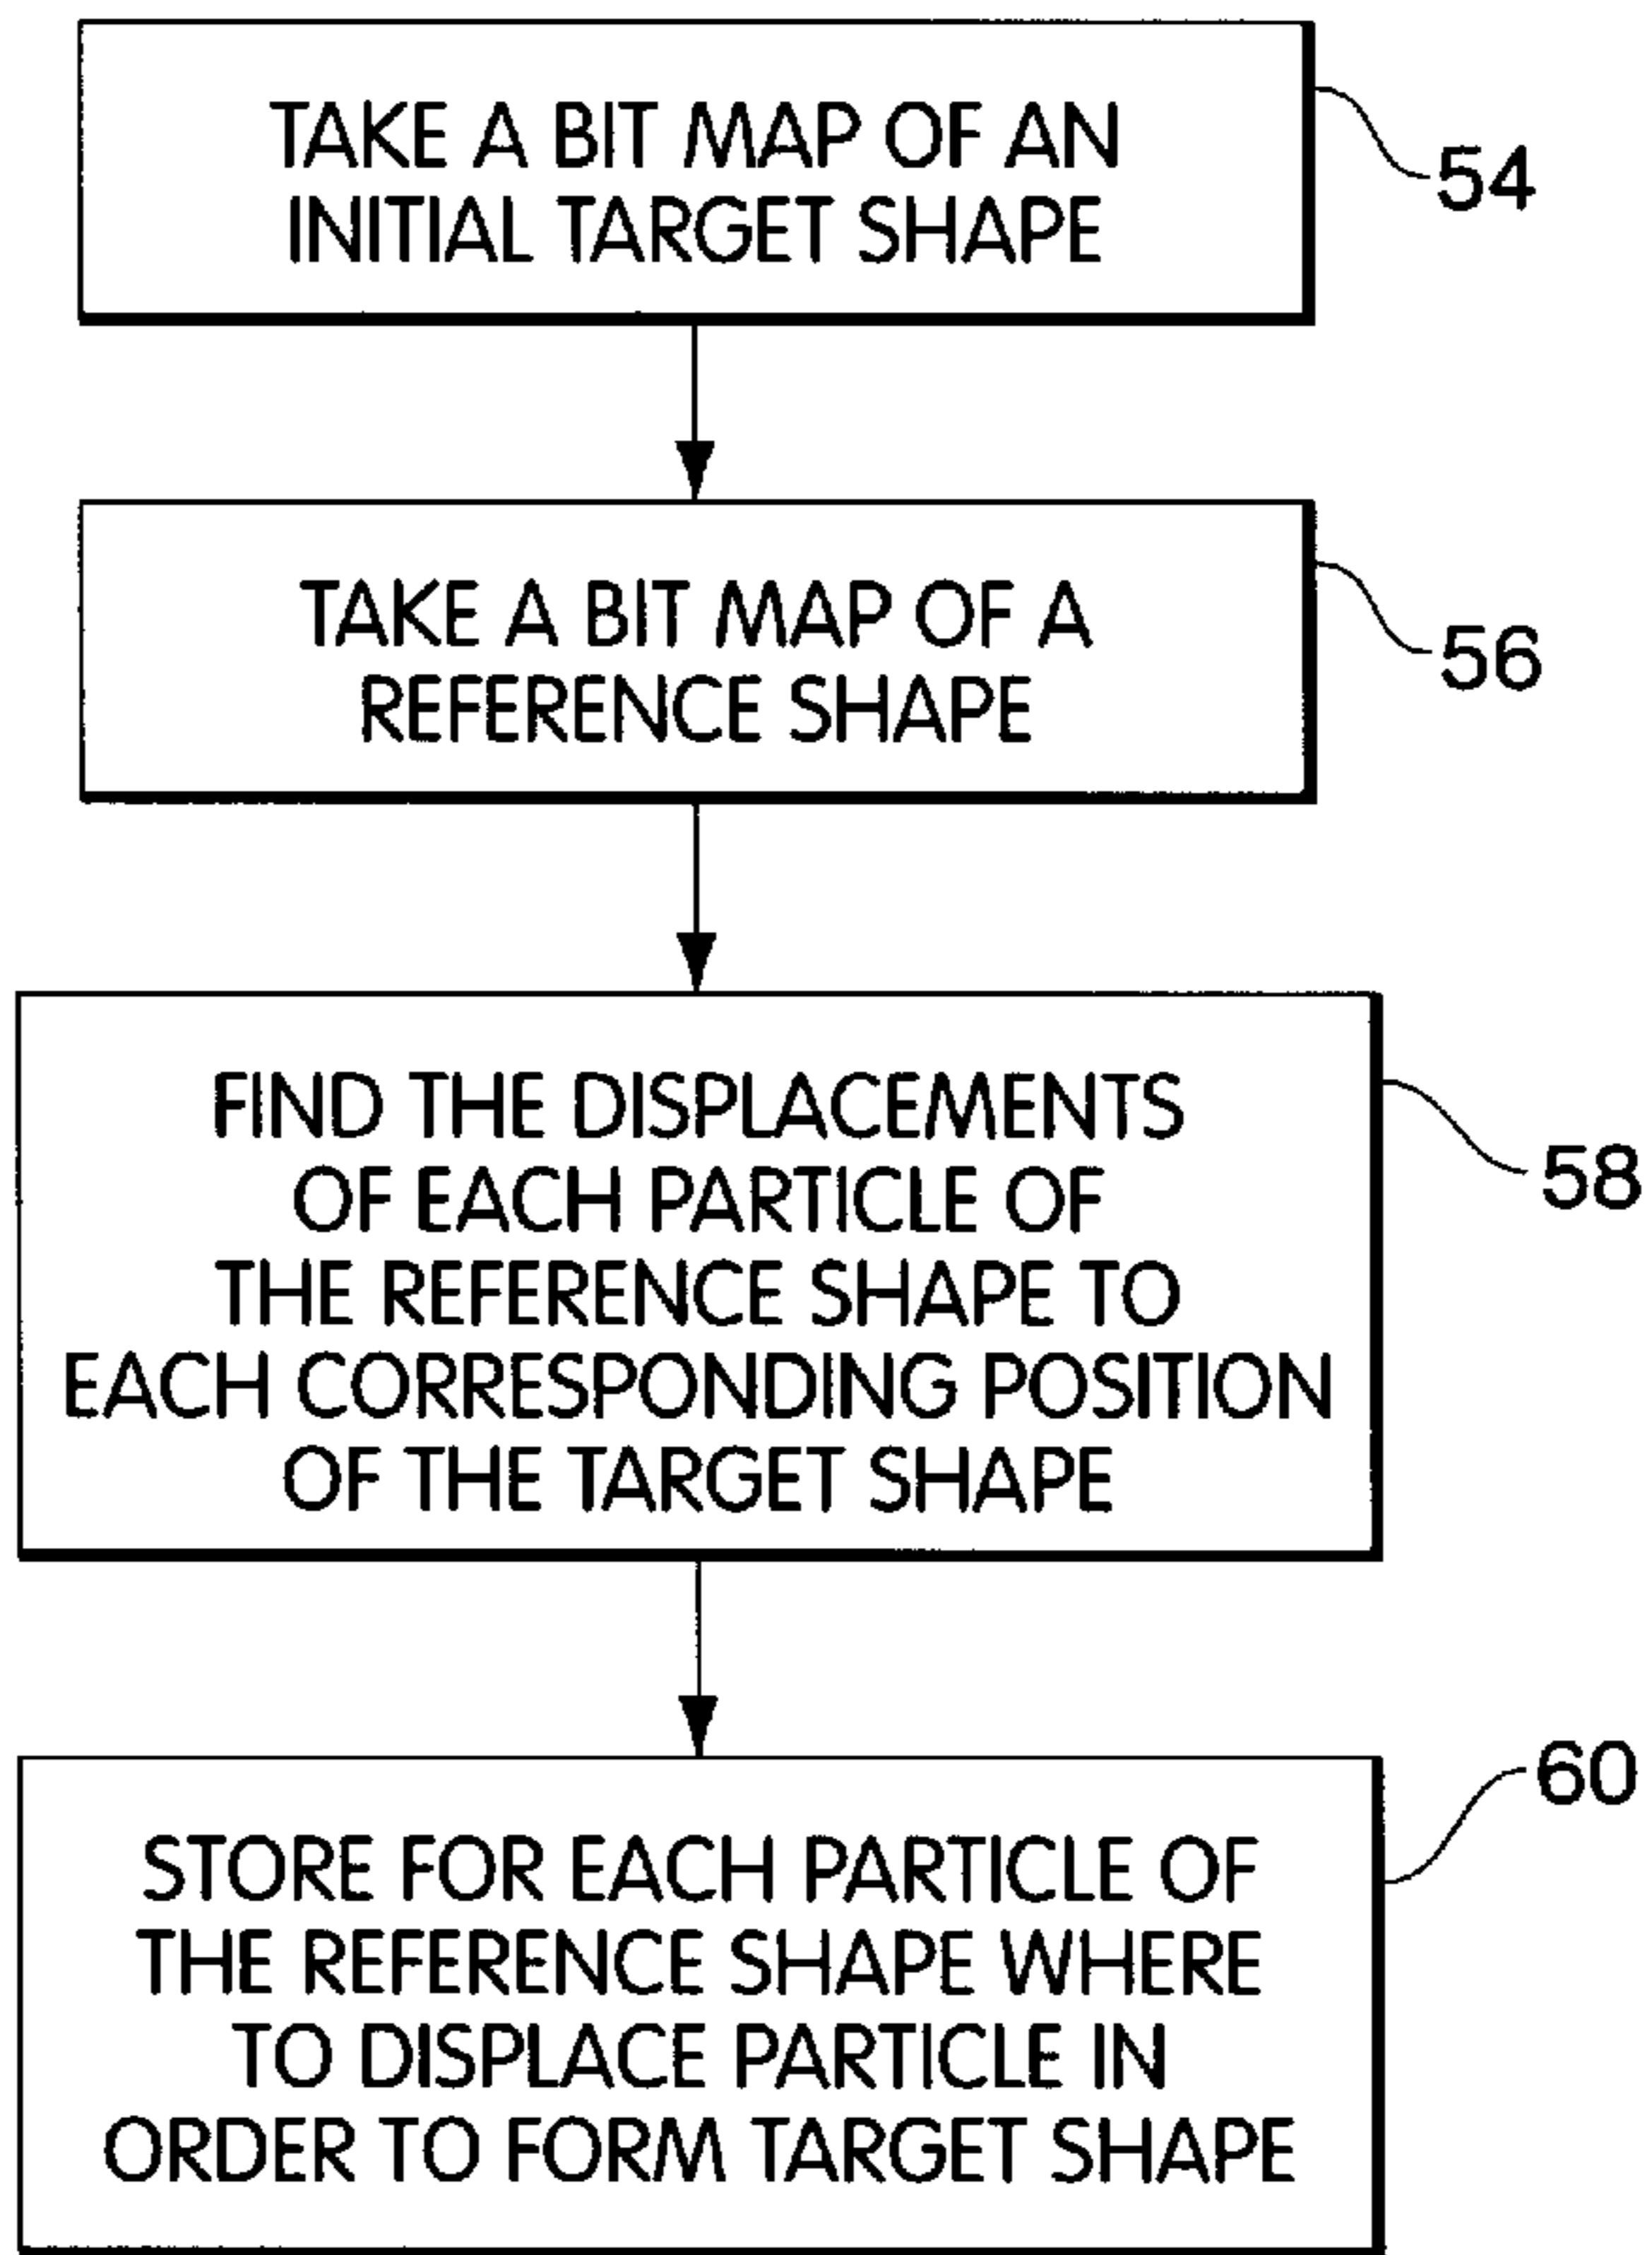 TAKE A BIT MAP OF AN
INITIAL TARGET SHAPE
54
TAKE A BIT MAP OF A
REFERENCE SHAPE
56
FIND THE DISPLACEMENTS
OF EACH PARTICLE OF
THE REFERENCE SHAPE TO
EACH CORRESPONDING POSITION
OF THE TARGET SHAPE
58
STORE FOR EACH PARTICLE OF
THE REFERENCE SHAPE WHERE
TO DISPLACE PARTICLE IN
ORDER TO FORM TARGET SHAPE
60